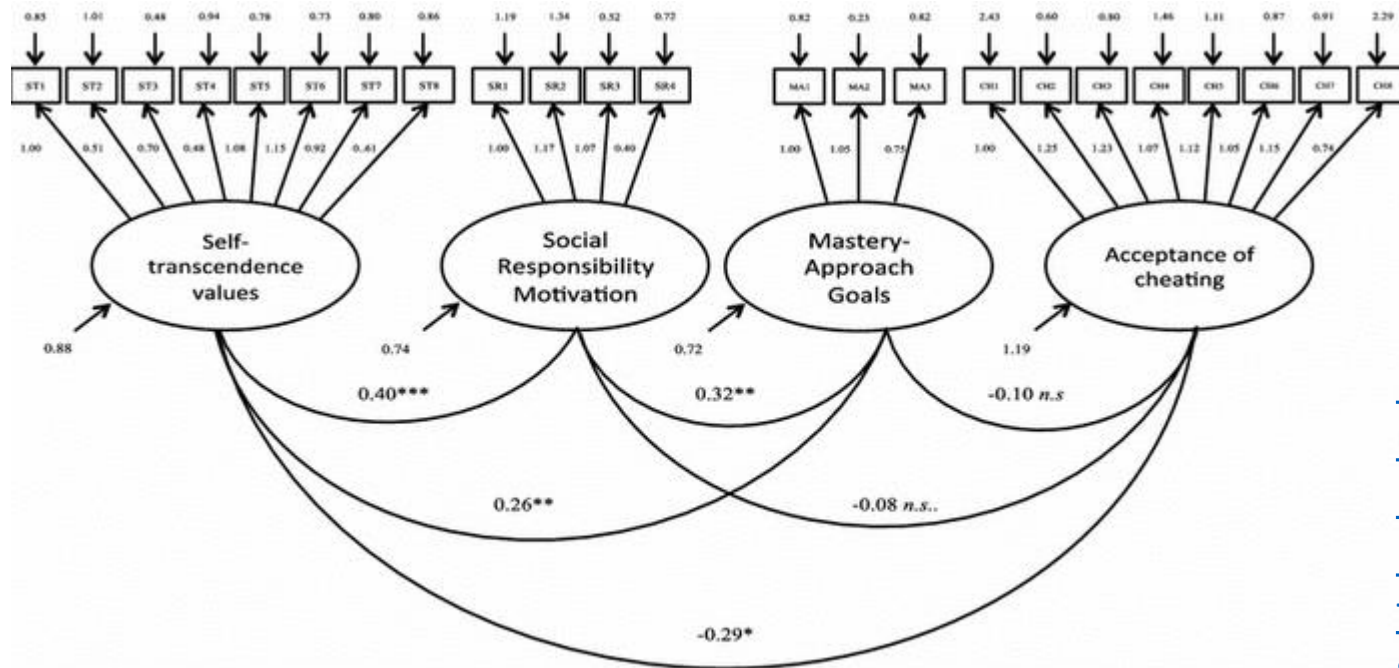 0.85 1.01 0.48 0.94 0.78 0.73 0.80 0.86 1.19 1.34 0.52 0.72 0.82 0.23 0.62 2.43 0.60 0.80 1.46 1.11 0.87 0.91 2.29
ST1 ST2 ST3 ST4 ST5 ST6 ST7 ST8 SR1 SR2 SR3 SR4 MA1 MA2 MA3 CH1 CH2 CH3 CH4 CH5 CH6 CH7 CH8
1.00 0.51 0.70 0.48 1.08 1.15 0.92 0..61 1.00 1.17 1.07 0.40 1.00 1.05 0.75 1.00 1.25 1.23 1.07 1.12 1.05 1.15 0.74
Self-
transcendence
values
Social
Responsibility
Motivation
Mastery-
Approach
Goals
Acceptance of
cheating
0.88 0.74 0.72 1.19
0.40*** 0.32** -0.10 n.s
0.26** -0.08 n.s..
-0.29*